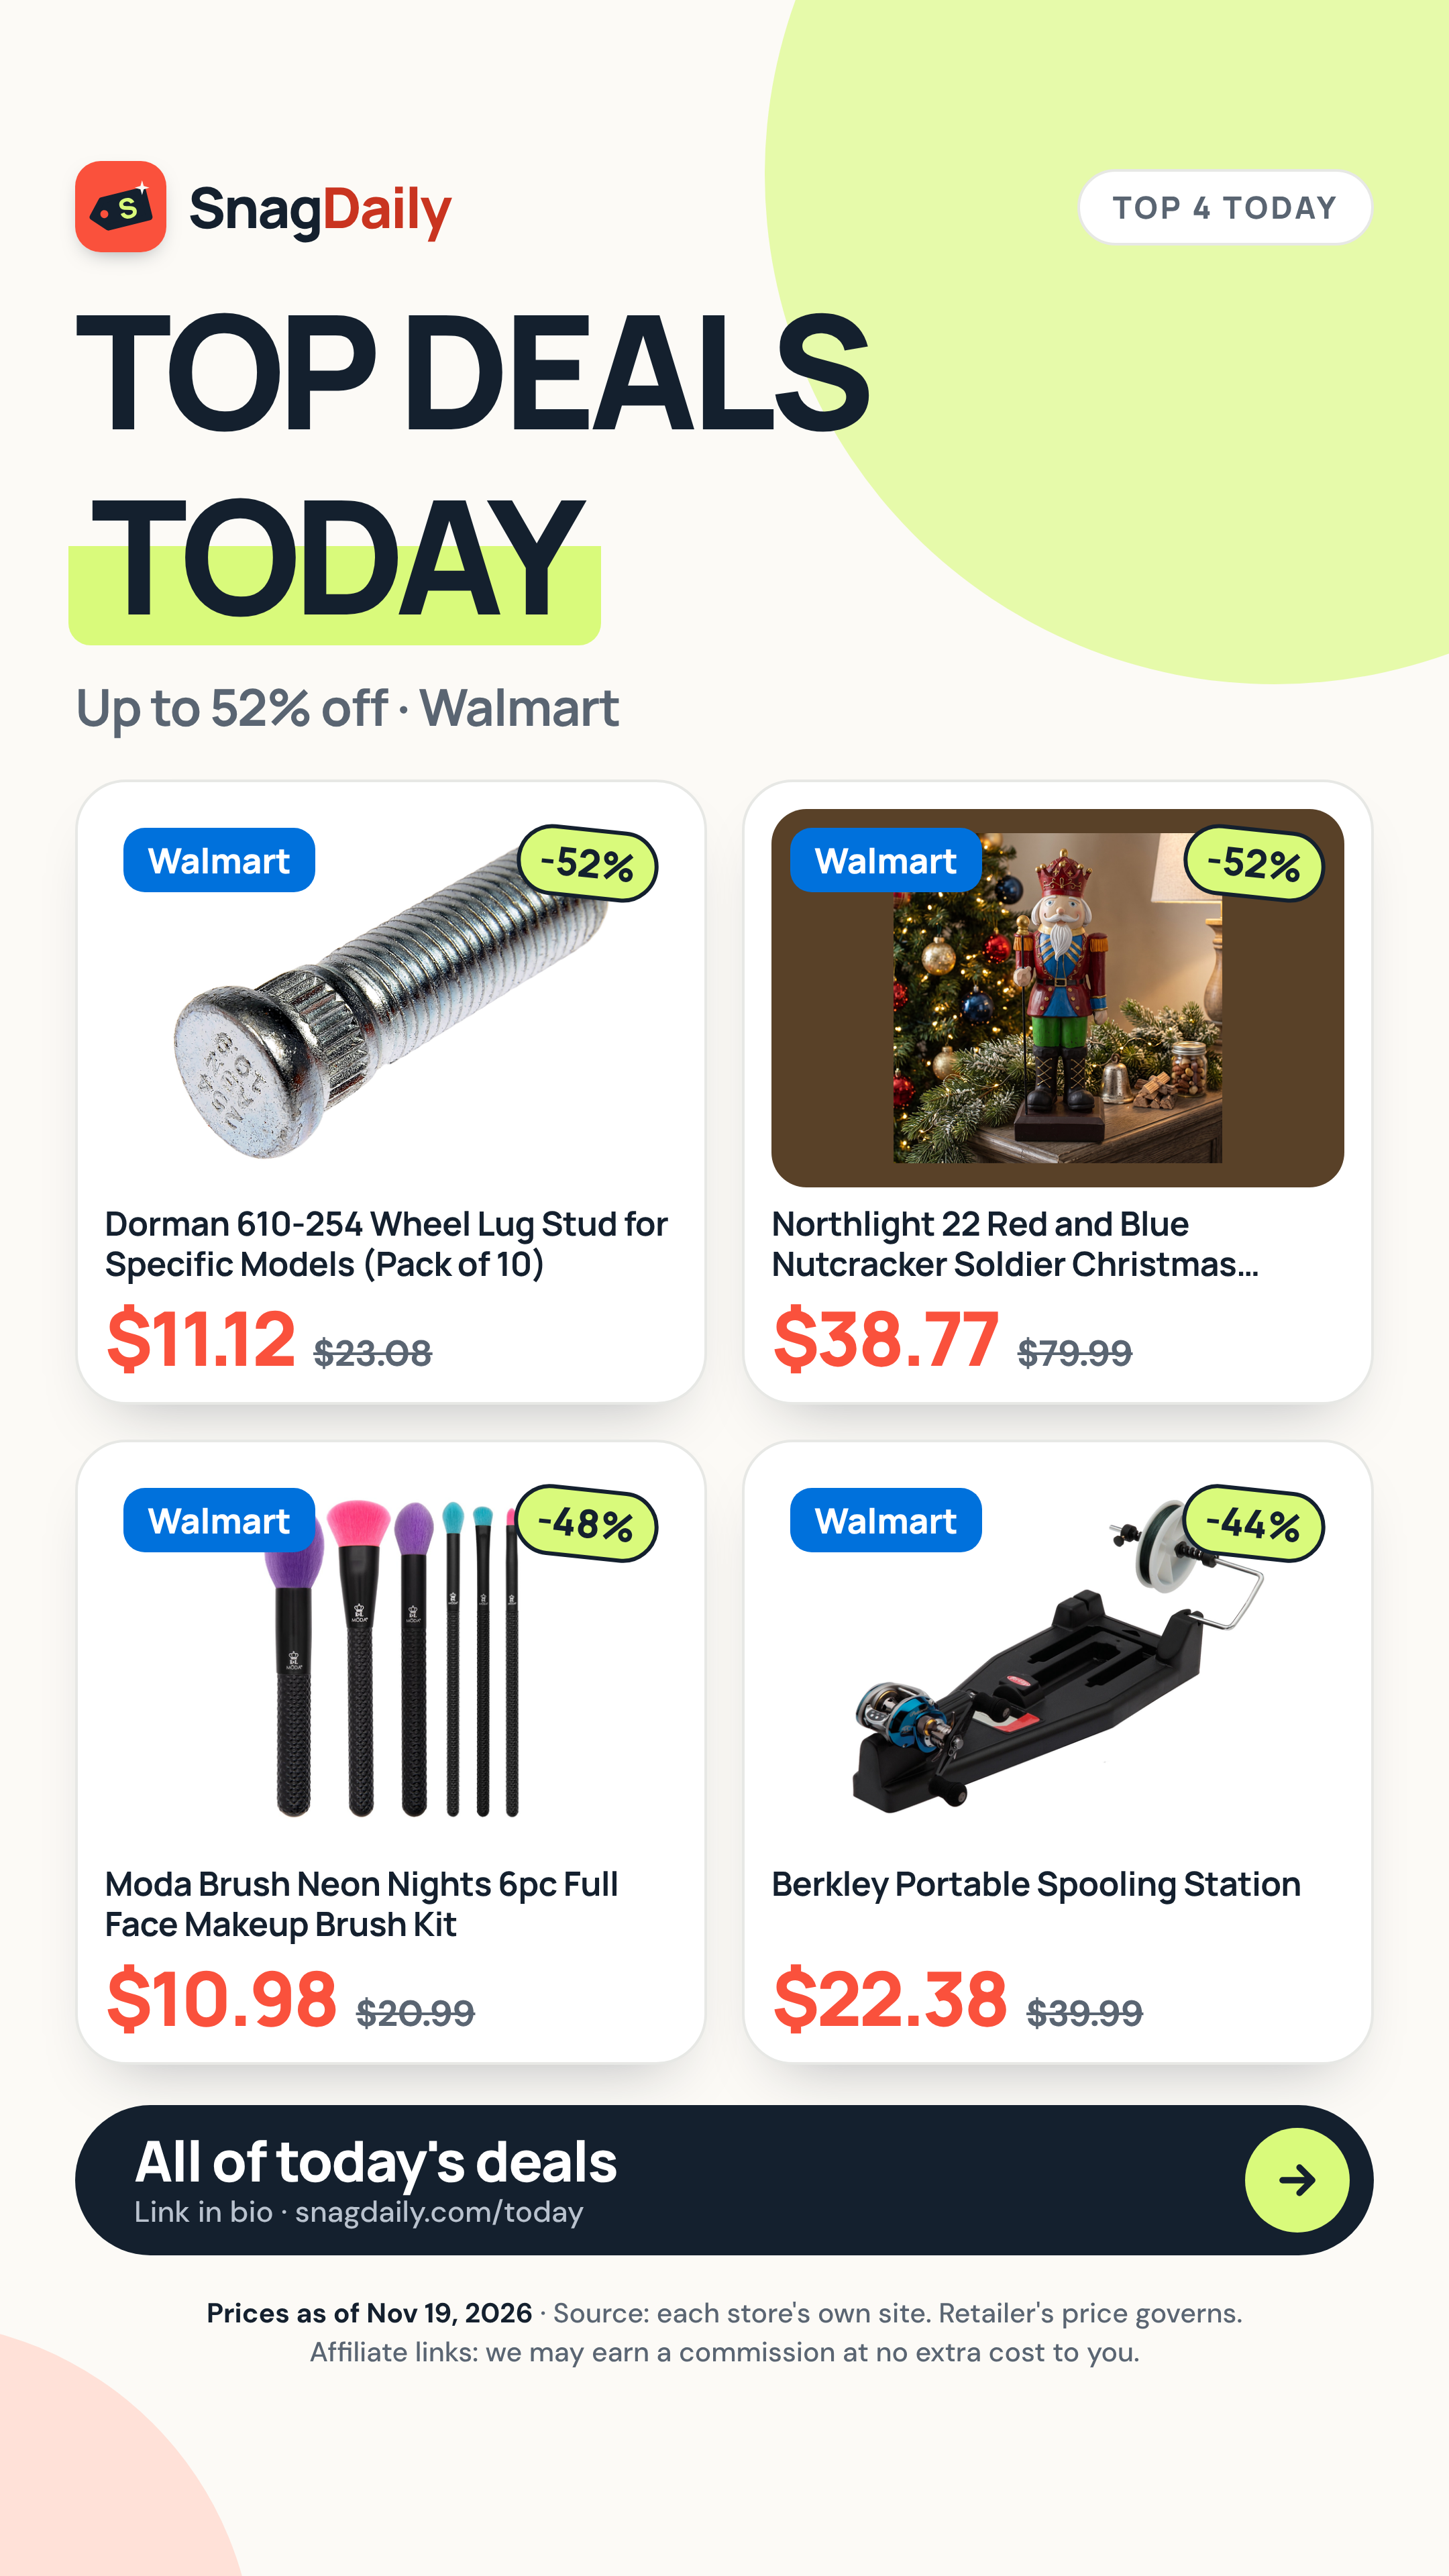 SnagDaily
TOP 4 TODAY
TOP DEALS
TODAY
Up to 52% off · Walmart
Walmart
-52%
Dorman 610-254 Wheel Lug Stud for
Specific Models (Pack of 10)
$11.12 $23.08
Walmart
-52%
Northlight 22 Red and Blue
Nutcracker Soldier Christmas...
$38.77 $79.99
Walmart
-48%
MODA
MODA
MODA
Moda Brush Neon Nights 6pc Full
Face Makeup Brush Kit
$10.98 $20.99
Walmart
-44%
Berkley Portable Spooling Station
$22.38 $39.99
All of today's deals
Link in bio · snagdaily.com/today
Prices as of Nov 19, 2026 · Source: each store's own site. Retailer's price governs.
Affiliate links: we may earn a commission at no extra cost to you.